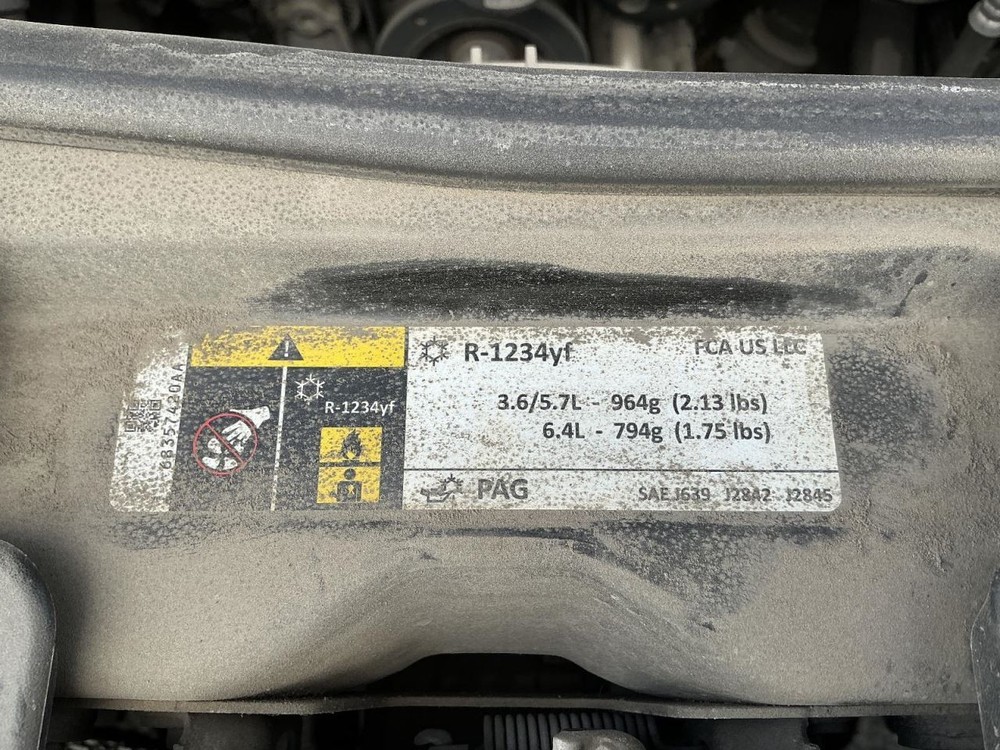 68357420AA
R-1234yf
R-1234yf
FCA US LLC
3.6/5.7L - 964g (2.13 lbs)
6.4L - 794g (1.75 lbs)
PAG
SAE J639 J2842 J2845